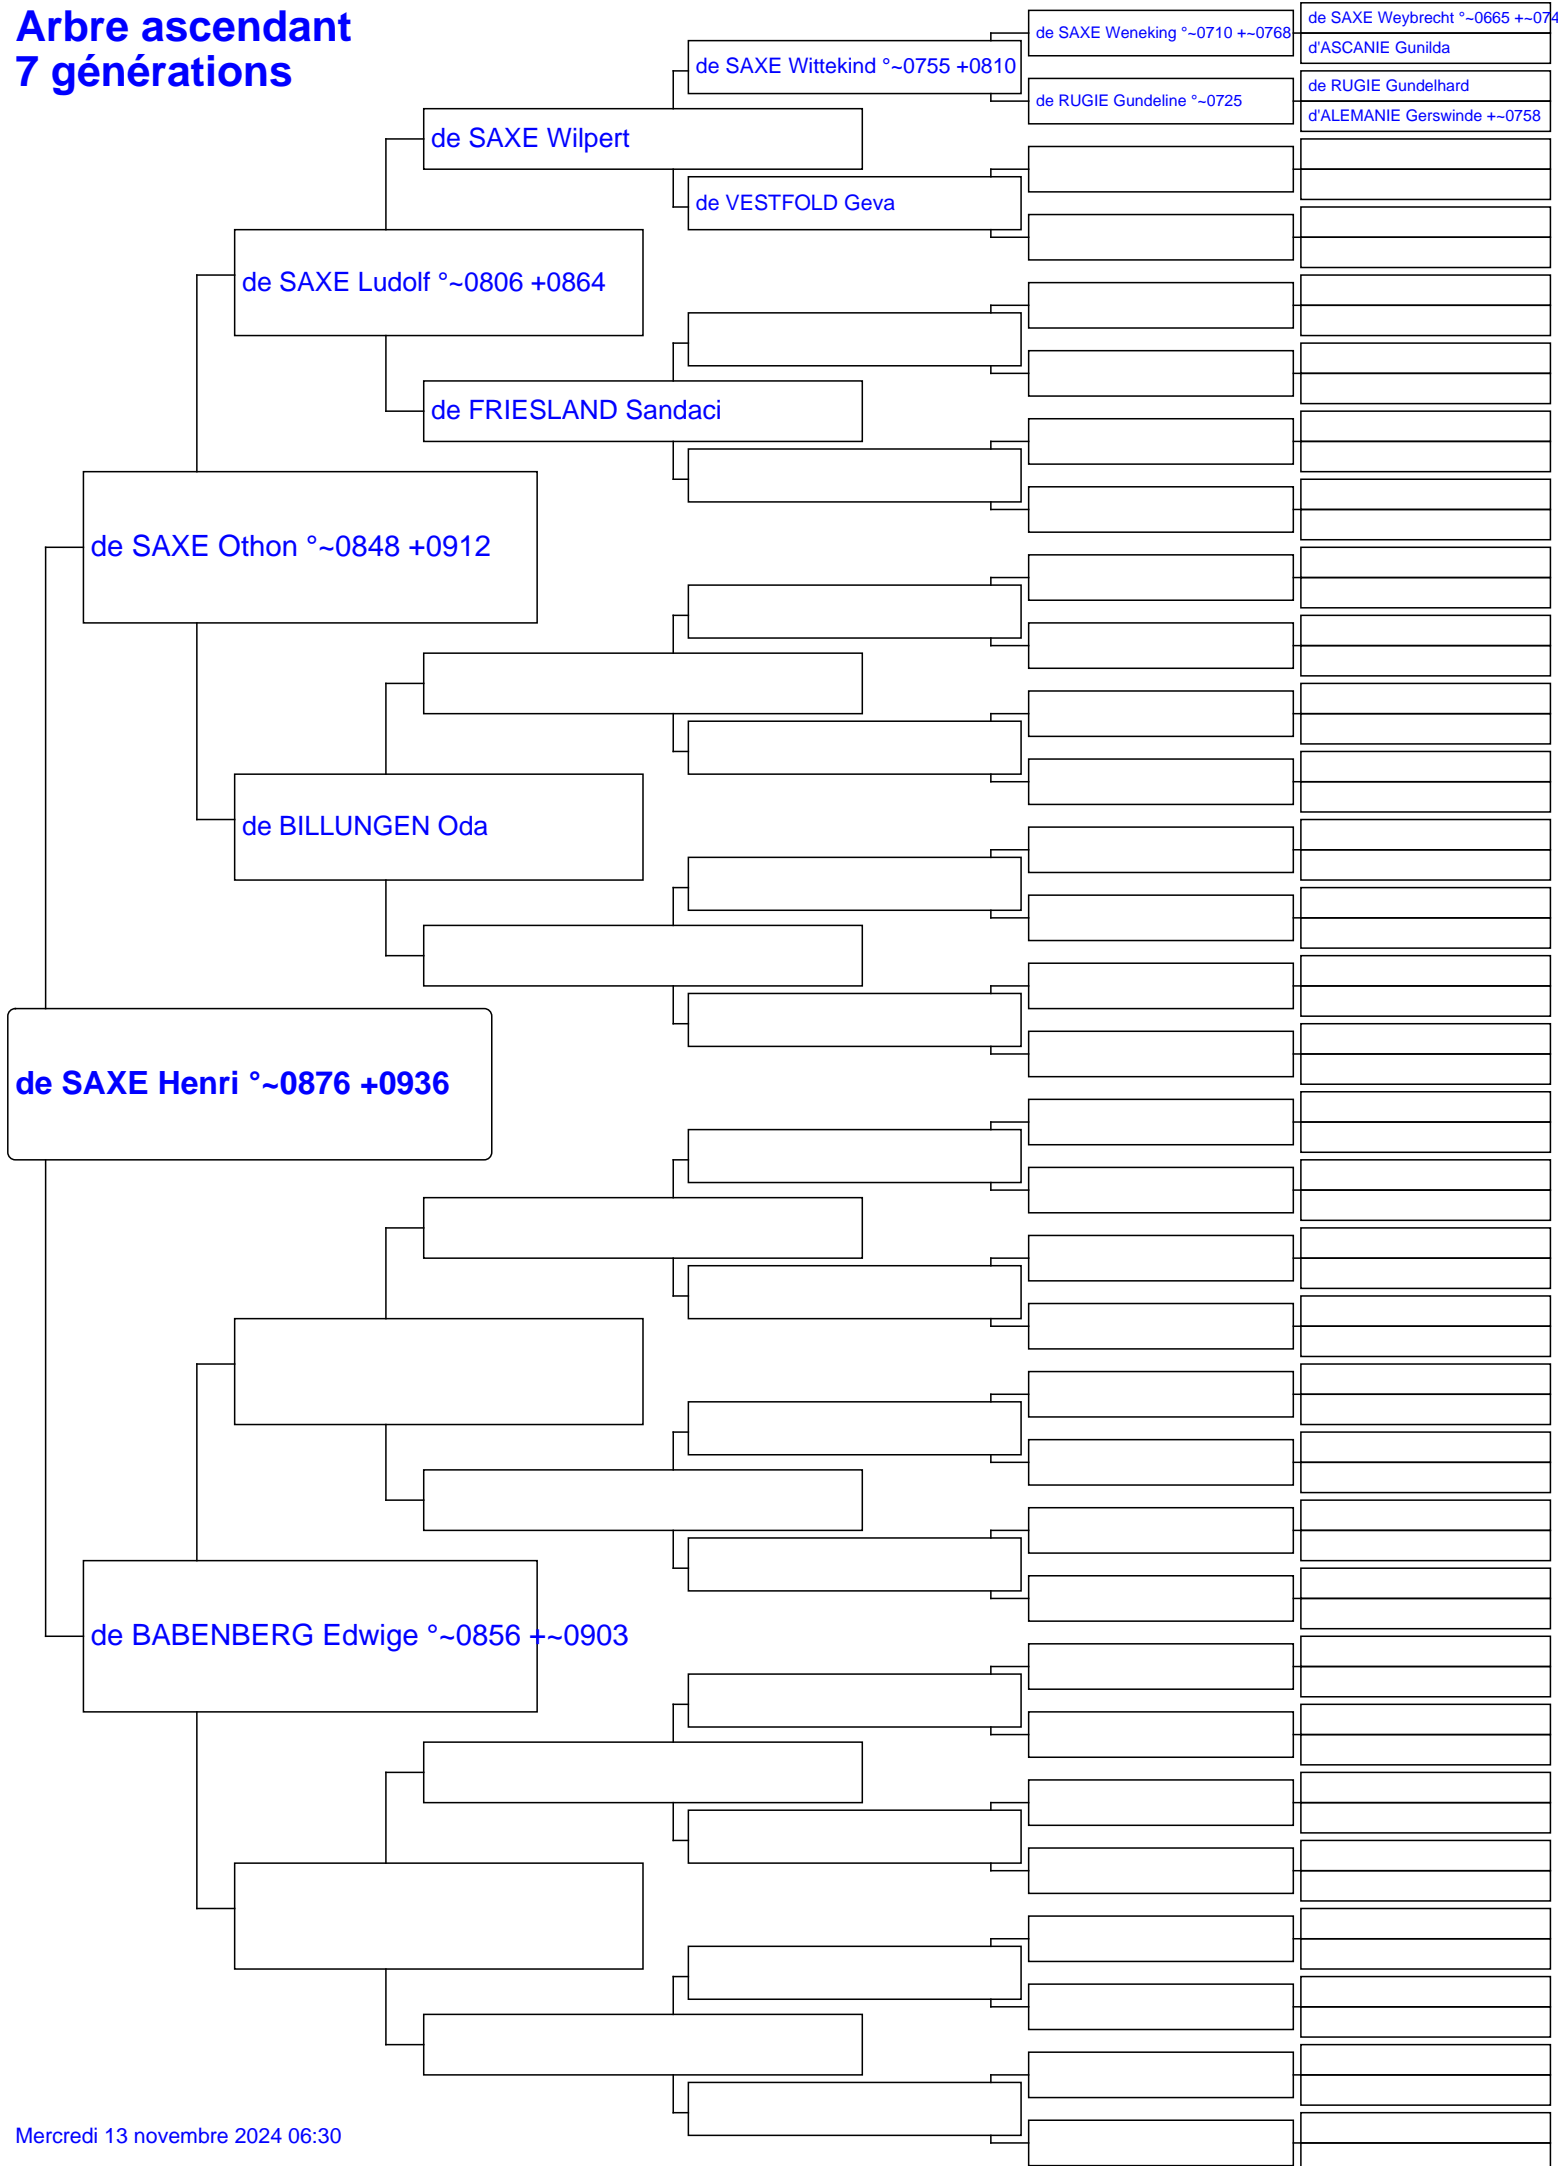 Arbre ascendant
7 générations
de SAXE Weybrecht °~0665 +~074
de SAXE Weneking °~0710 +~0768
d'ASCANIE Gunilda
de SAXE Wittekind °~0755 +0810
de RUGIE Gundelhard
de RUGIE Gundeline °~0725
d'ALEMANIE Gerswinde +~0758
de SAXE Wilpert
de VESTFOLD Geva
de SAXE Ludolf °~0806 +0864
de FRIESLAND Sandaci
de SAXE Othon °~0848 +0912
de BILLUNGEN Oda
de SAXE Henri °~0876 +0936
de BABENBERG Edwige °~0856 +~0903
Mercredi 13 novembre 2024 06:30